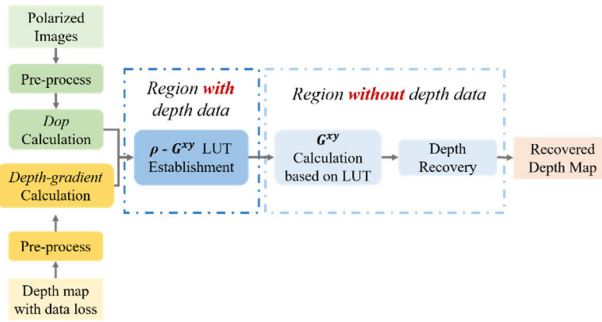 Polarized
Images
Pre-process
Dop
Calculation
Depth-gradient
Calculation
Pre-process
Depth map
with data loss
Region with
depth data
ρ - Gˣʸ LUT
Establishment
Region without depth data
Gˣʸ
Calculation
based on LUT
Depth
Recovery
Recovered
Depth Map